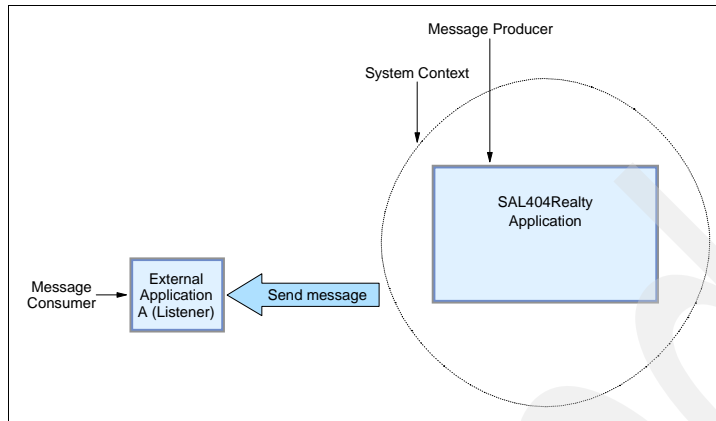 Message Producer
System Context
SAL404Realty
Application
External
Application
A (Listener)
Message
Consumer
Send message